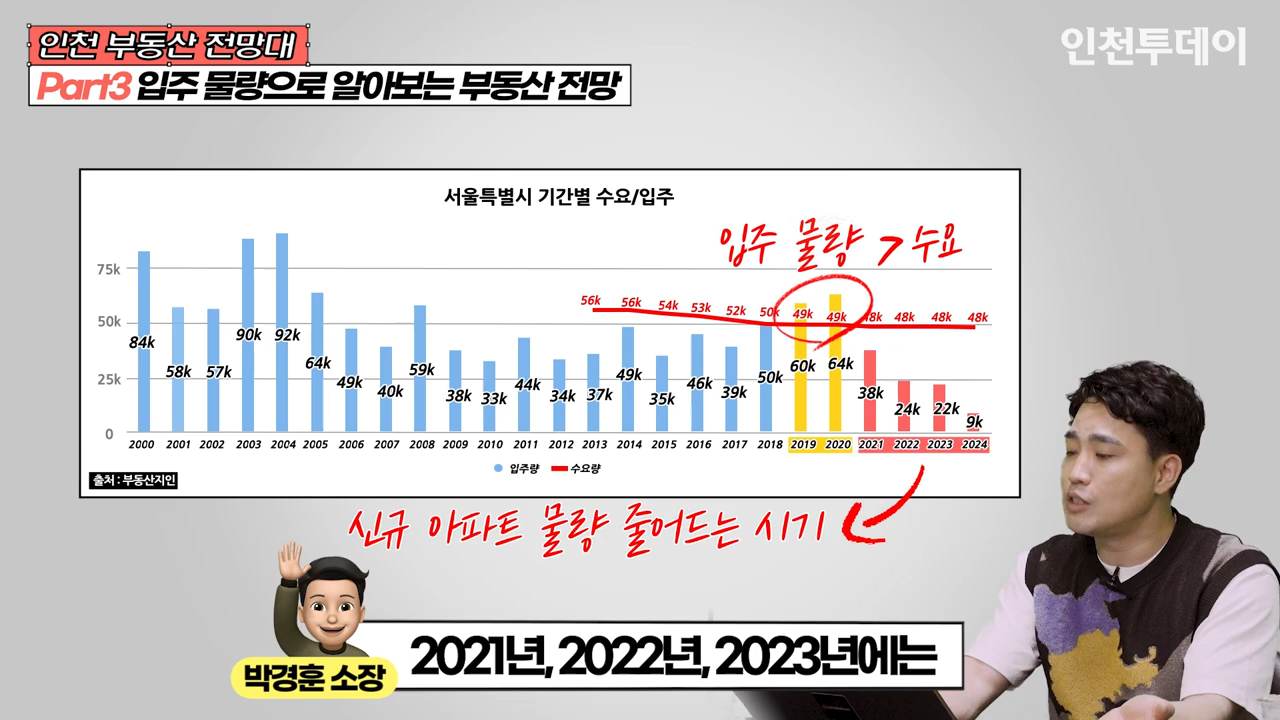 인천 부동산 전망대
인천투데이
Part3 입주 물량으로 알아보는 부동산 전망
서울특별시 기간별 수요/입주
입주 물량 > 수요
75k
50k
25k
0
56k 56k 54k 53k 52k 50k 49k 49k 48k 48k 48k 48k
84k 58k 57k 90k 92k 64k 49k 40k 59k 38k 33k 44k 34k 37k 49k 35k 46k 39k 50k 60k 64k 38k 24k 22k 9k
2000 2001 2002 2003 2004 2005 2006 2007 2008 2009 2010 2011 2012 2013 2014 2015 2016 2017 2018 2019 2020 2021 2022 2023 2024
입주량 수요량
출처 : 부동산지인
신규 아파트 물량 줄어드는 시기
박경훈 소장
2021년, 2022년, 2023년에는